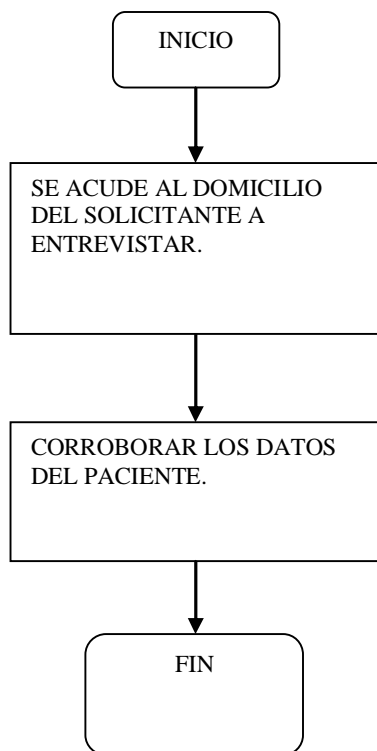 INICIO
SE ACUDE AL DOMICILIO
DEL SOLICITANTE A
ENTREVISTAR.
CORROBORAR LOS DATOS
DEL PACIENTE.
FIN